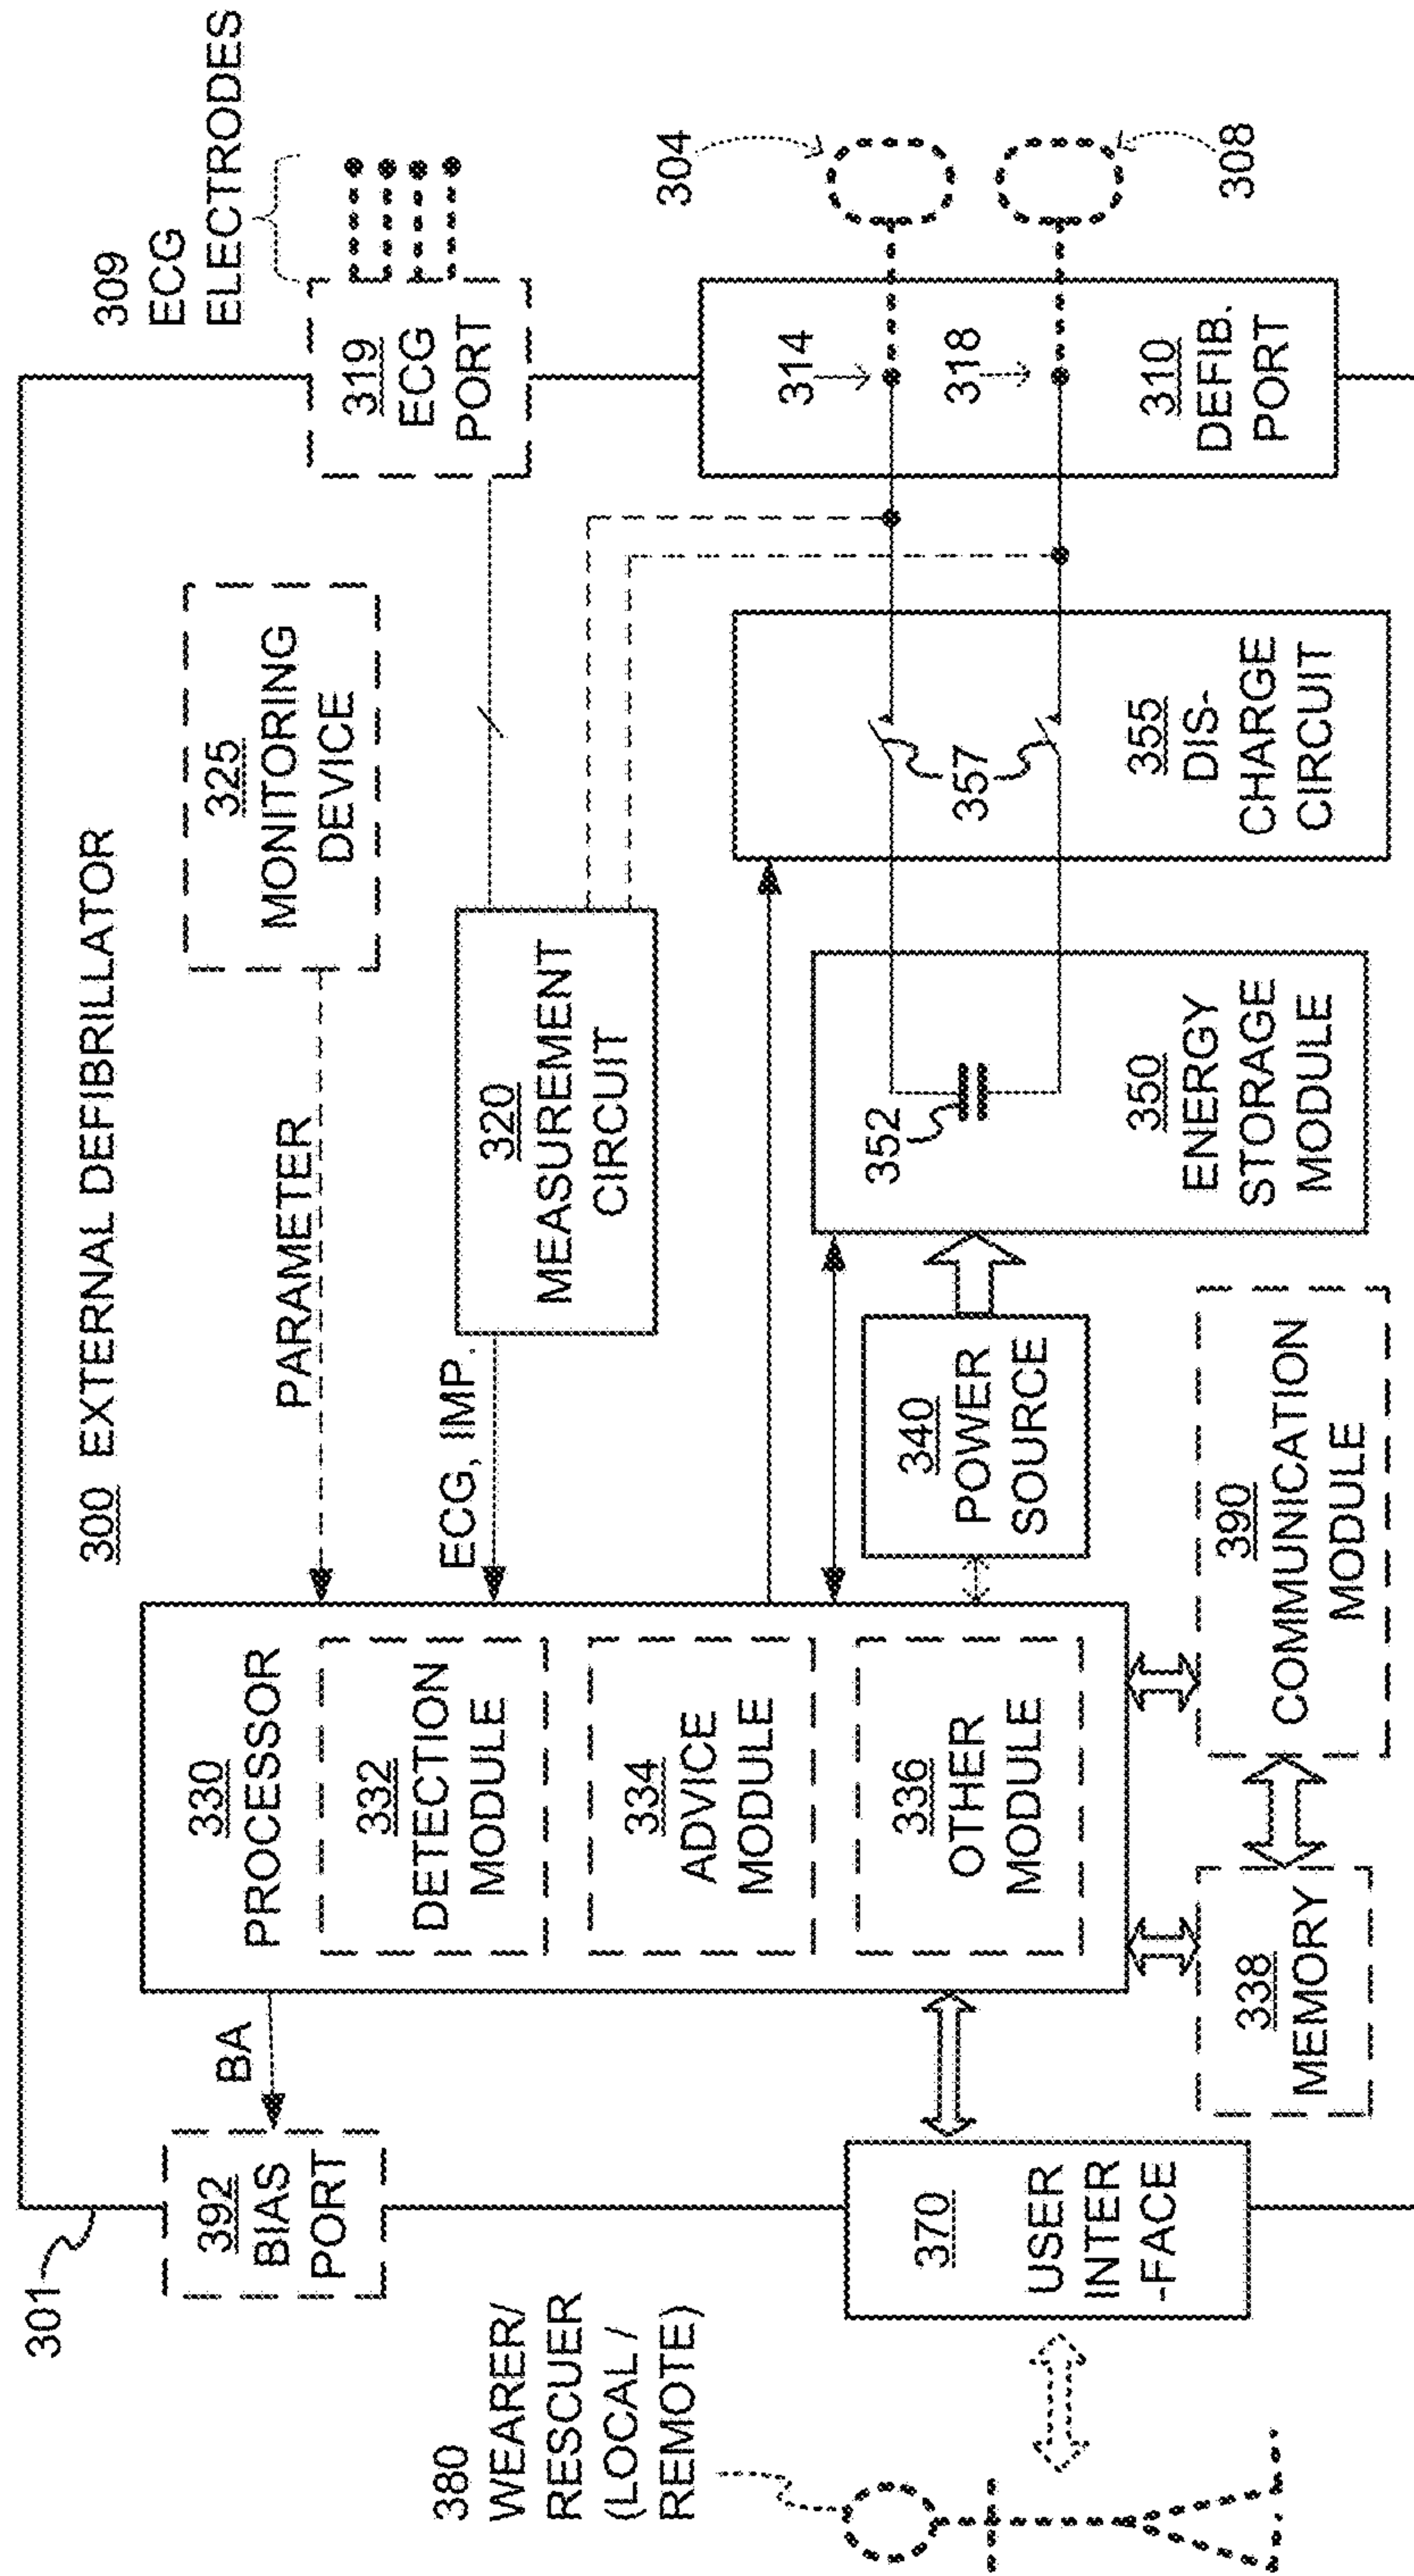 300 EXTERNAL DEFIBRILLATOR
301
309
ECG
ELECTRODES
392
BIAS
PORT
BA
330
PROCESSOR
332
DETECTION
MODULE
334
ADVICE
MODULE
336
OTHER
MODULE
PARAMETER
325
MONITORING
DEVICE
319
ECG
PORT
ECG, IMP.
320
MEASUREMENT
CIRCUIT
380
WEARER/
RESCUER
(LOCAL /
REMOTE)
370
USER
INTER
-FACE
340
POWER
SOURCE
352
350
ENERGY
STORAGE
MODULE
357
355
DIS-
CHARGE
CIRCUIT
314
318
310
DEFIB.
PORT
304
308
338
MEMORY
390
COMMUNICATION
MODULE